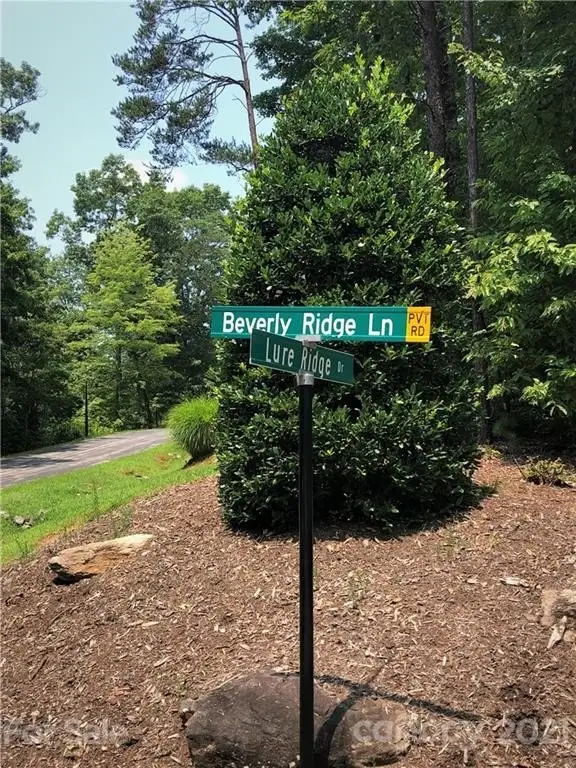 Beverly Ridge Ln PVT RD
Lure Ridge Dr
For Sale
canopy 2021